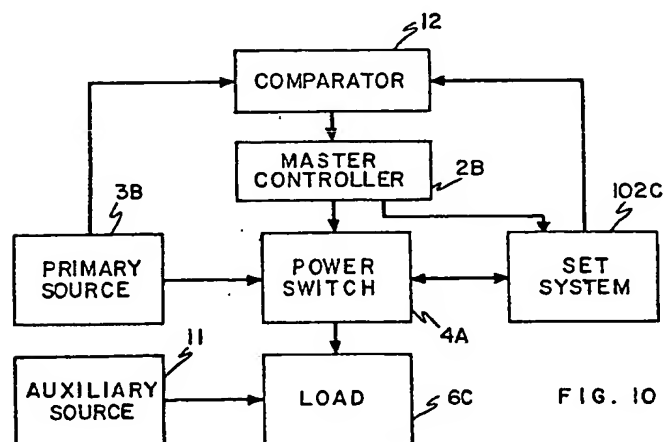 12
COMPARATOR
MASTER
CONTROLLER
2B
3B
102C
PRIMARY
SOURCE
POWER
SWITCH
SET
SYSTEM
4A
11
AUXILIARY
SOURCE
LOAD
6C
FIG. 10